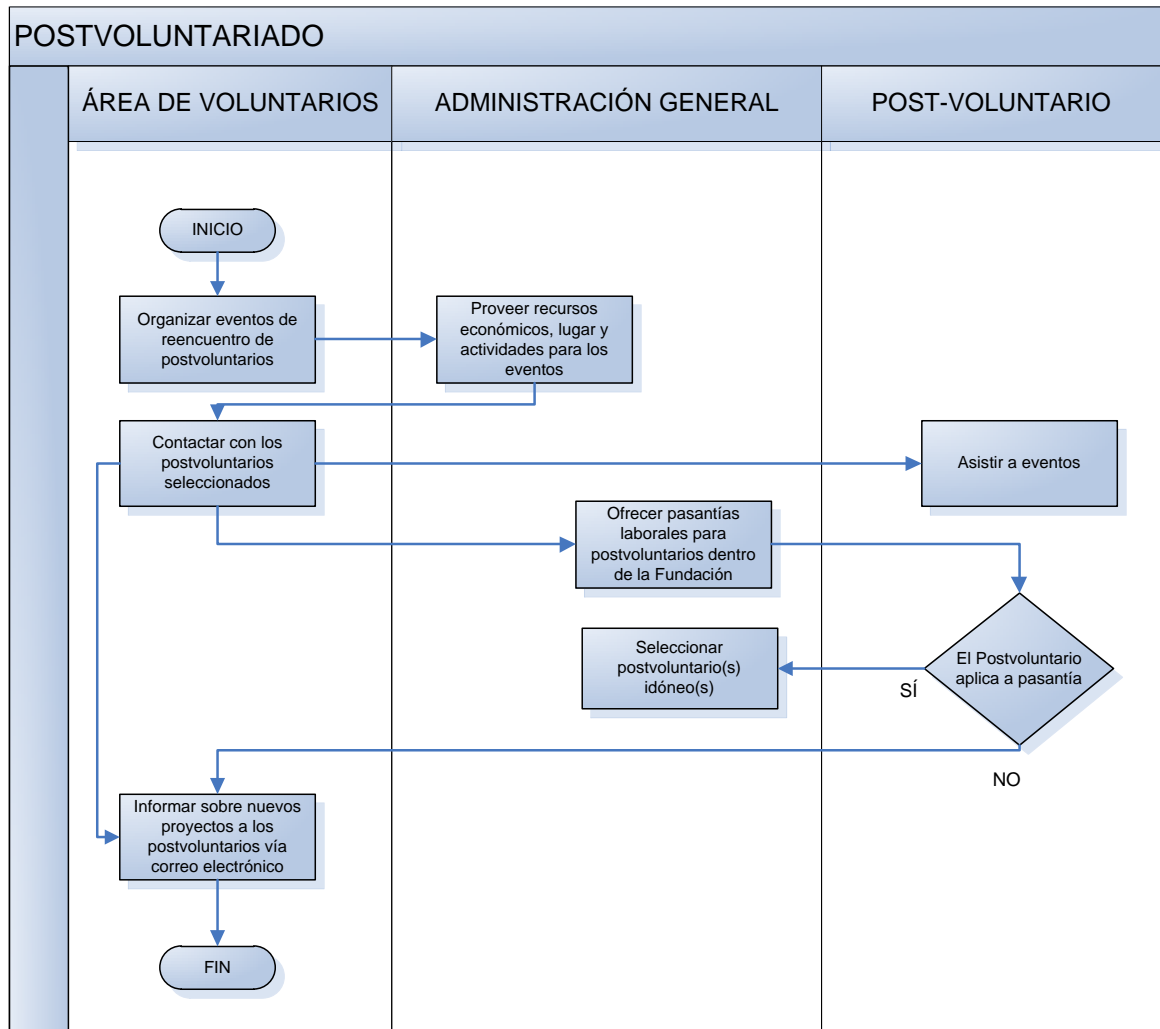 POSTVOLUNTARIADO
ÁREA DE VOLUNTARIOS
ADMINISTRACIÓN GENERAL
POST-VOLUNTARIO
INICIO
Organizar eventos de
reencuentro de
postvoluntarios
Proveer recursos
económicos, lugar y
actividades para los
eventos
Contactar con los
postvoluntarios
seleccionados
Asistir a eventos
Ofrecer pasantías
laborales para
postvoluntarios dentro
de la Fundación
El Postvoluntario
aplica a pasantía
SÍ
Seleccionar
postvoluntario(s)
idóneo(s)
NO
Informar sobre nuevos
proyectos a los
postvoluntarios vía
correo electrónico
FIN